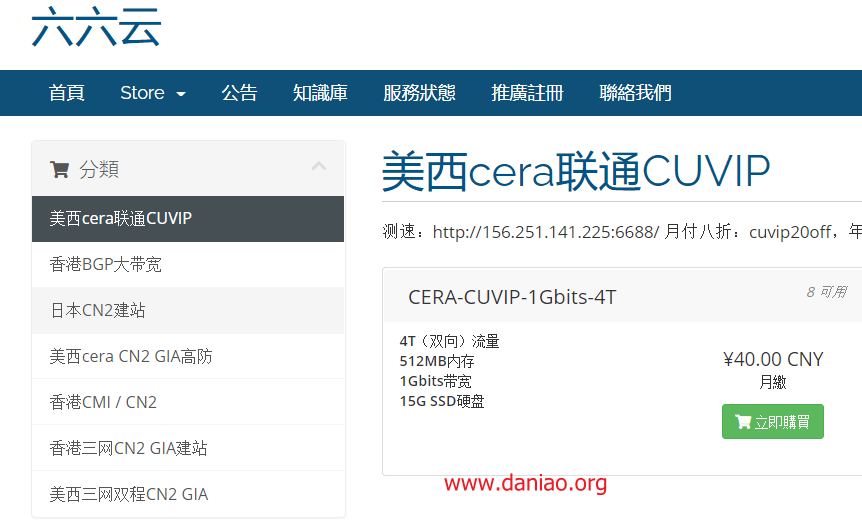 六六云
首頁 Store 公告 知識庫 服務狀態 推廣註冊 聯絡我們
分類
美西cera联通CUVIP
香港BGP大带宽
日本CN2建站
美西cera CN2 GIA高防
香港CMI / CN2
香港三网CN2 GIA建站
美西三网双程CN2 GIA
美西cera联通CUVIP
测速：http://156.251.141.225:6688/ 月付八折：cuvip20off，年
CERA-CUVIP-1Gbits-4T
8 可用
4T（双向）流量
512MB内存
1Gbits带宽
15G SSD硬盘
¥40.00 CNY
月繳
立即購買
www.daniao.org